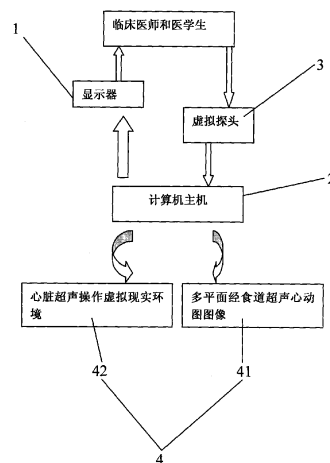 临床医师和医学生
1
显示器
3
虚拟探头
计算机主机
2
心脏超声操作虚拟现实环
境
多平面经食道超声心动
图图像
42
41
4